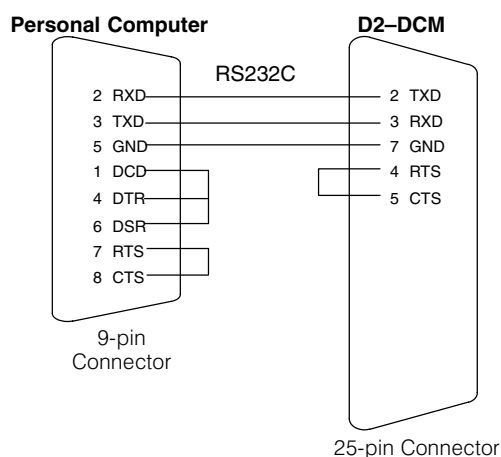 Personal Computer
D2–DCM
RS232C
2 RXD
3 TXD
5 GND
1 DCD
4 DTR
6 DSR
7 RTS
8 CTS
2 TXD
3 RXD
7 GND
4 RTS
5 CTS
9-pin
Connector
25-pin Connector